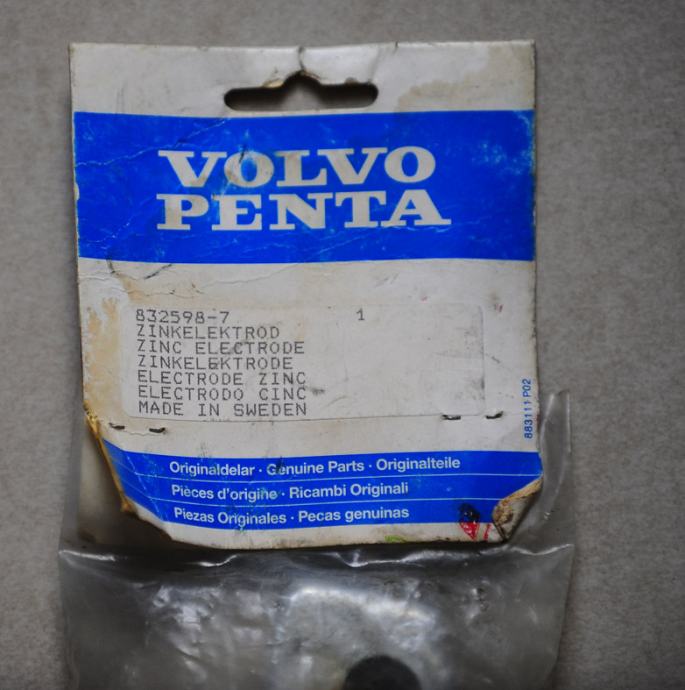 VOLVO
PENTA
832598-7 1
ZINKELEKTROD
ZINC ELECTRODE
ZINKELEKTRODE
ELECTRODE ZINC
ELECTRODO CINC
MADE IN SWEDEN
883111 P02
Originaldelar · Genuine Parts · Originalteile
Pièces d'origine · Ricambi Originali
Piezas Originales · Pecas genuinas